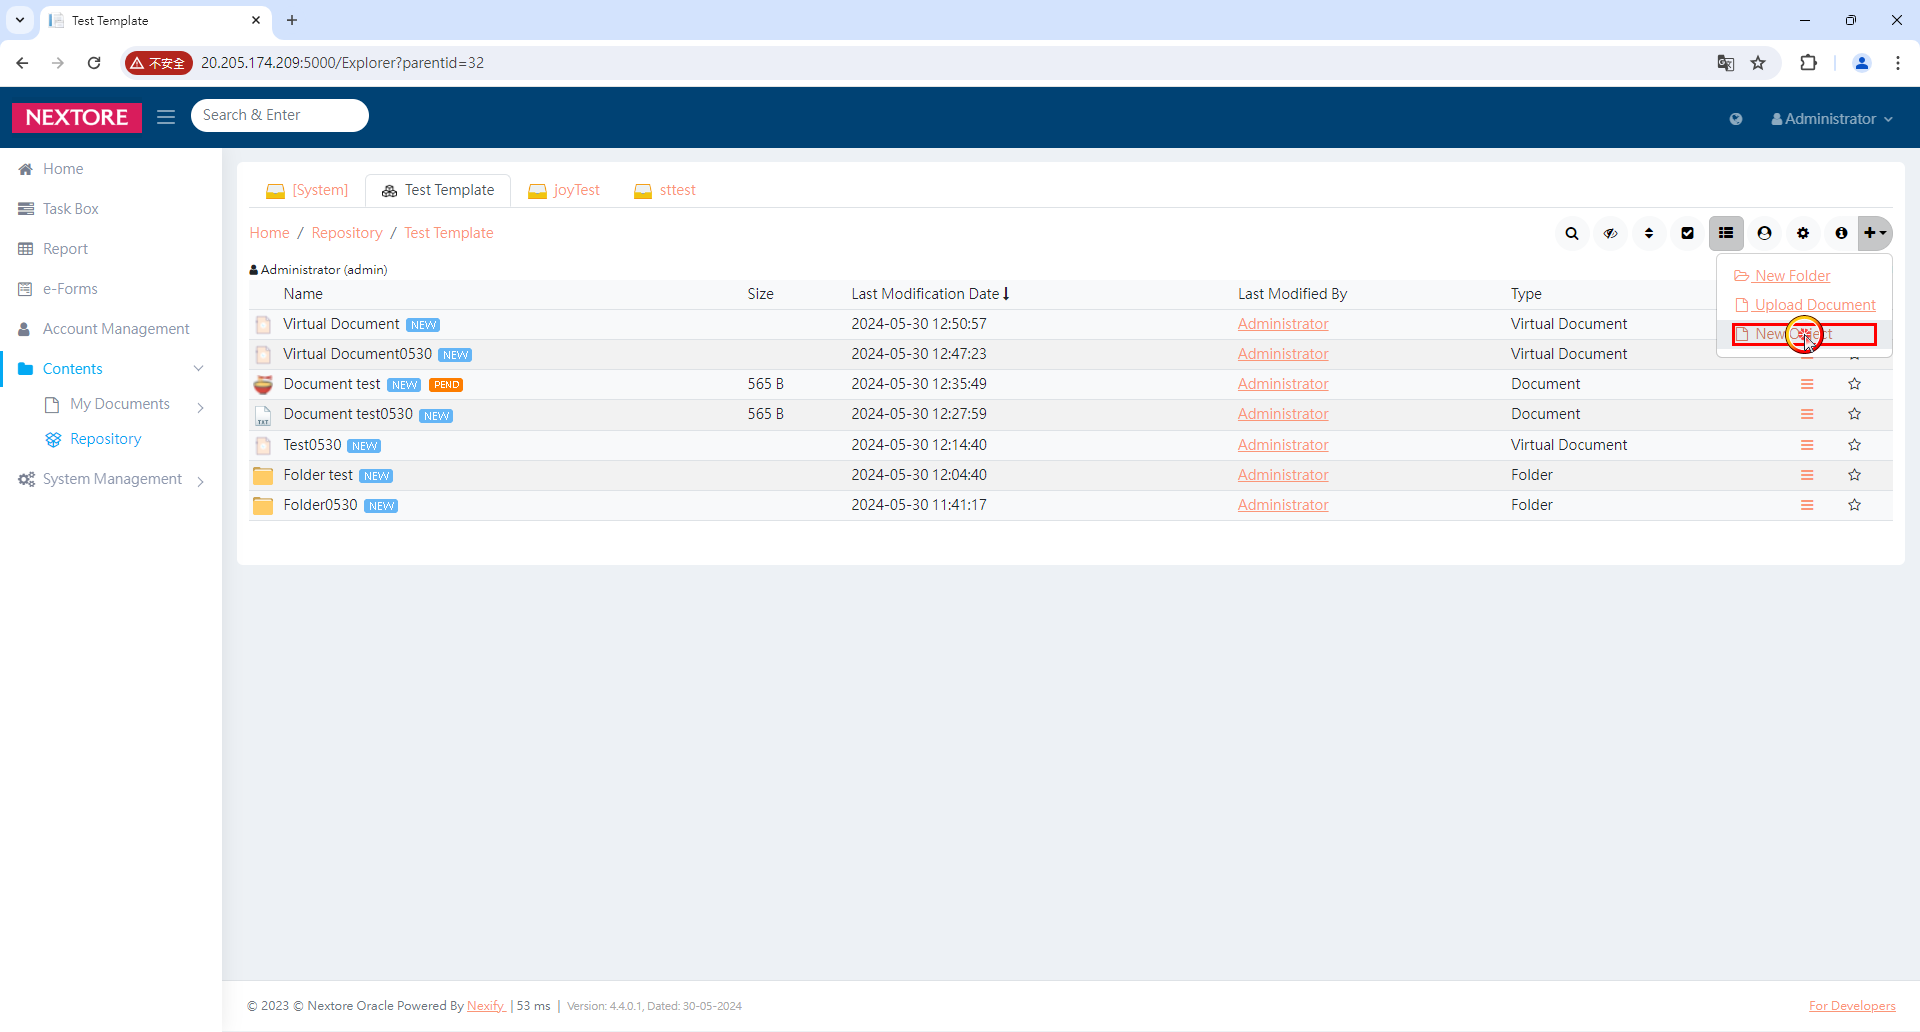 Test Template
不安全
20.205.174.209:5000/Explorer?parentid=32
NEXTORE
Search & Enter
Administrator
Home
Task Box
Report
e-Forms
Account Management
Contents
My Documents
Repository
System Management
[System]
Test Template
joyTest
sttest
Home / Repository / Test Template
New Folder
Upload Document
New
Administrator (admin)
Name Size Last Modification Date Last Modified By Type
Virtual Document NEW 2024-05-30 12:50:57 Administrator Virtual Document
Virtual Document0530 NEW 2024-05-30 12:47:23 Administrator Virtual Document
Document test NEW PEND 565 B 2024-05-30 12:35:49 Administrator Document
TXT
Document test0530 NEW 565 B 2024-05-30 12:27:59 Administrator Document
Test0530 NEW 2024-05-30 12:14:40 Administrator Virtual Document
Folder test NEW 2024-05-30 12:04:40 Administrator Folder
Folder0530 NEW 2024-05-30 11:41:17 Administrator Folder
© 2023 © Nextore Oracle Powered By Nexify | 53 ms | Version: 4.4.0.1, Dated: 30-05-2024
For Developers